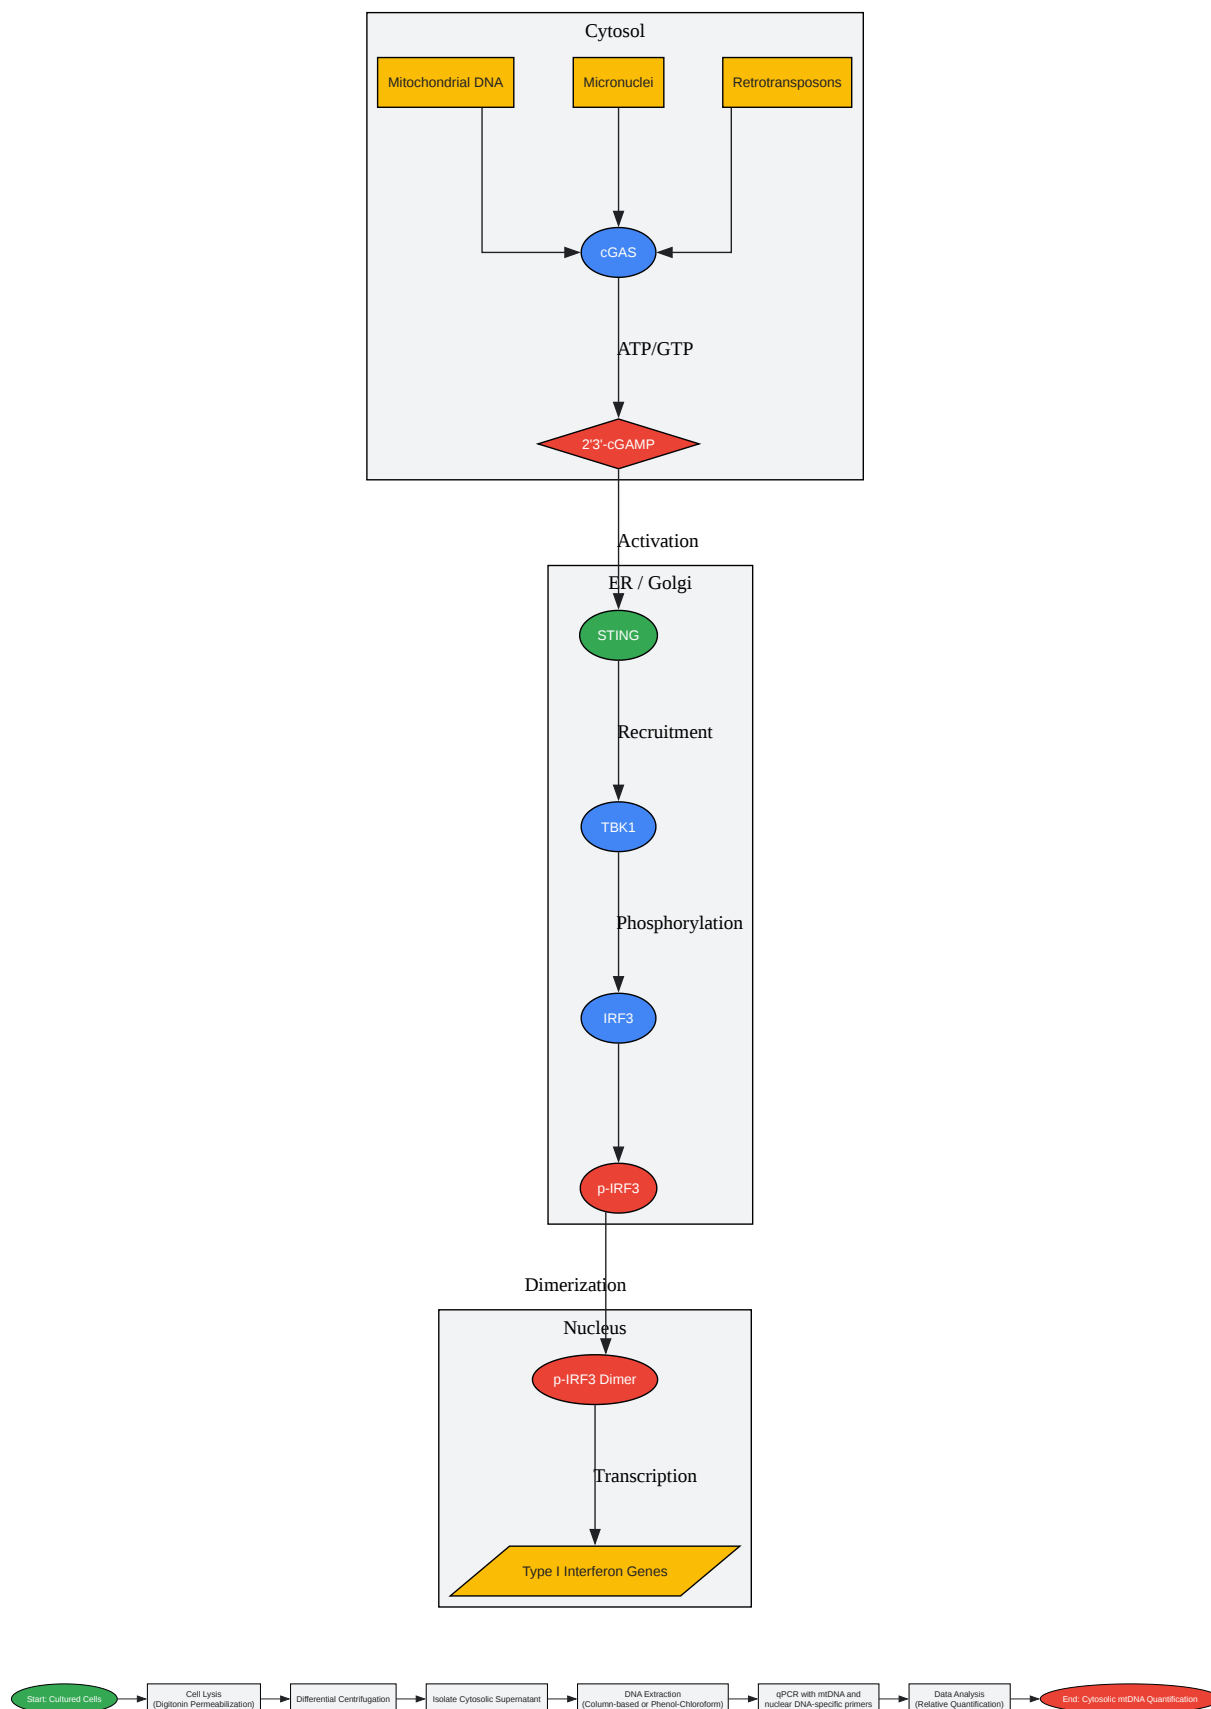 Cytosol
Mitochondrial DNA
Micronuclei
Retrotransposons
cGAS
ATP/GTP
2'3'-cGAMP
Activation
ER / Golgi
STING
Recruitment
TBK1
Phosphorylation
IRF3
p-IRF3
Dimerization
Nucleus
p-IRF3 Dimer
Transcription
Type I Interferon Genes
Start: Cultured Cells
Cell Lysis
(Digitonin Permeabilization)
Differential Centrifugation
Isolate Cytosolic Supernatant
DNA Extraction
(Column-based or Phenol-Chloroform)
qPCR with mtDNA and
nuclear DNA-specific primers
Data Analysis
(Relative Quantification)
End: Cytosolic mtDNA Quantification